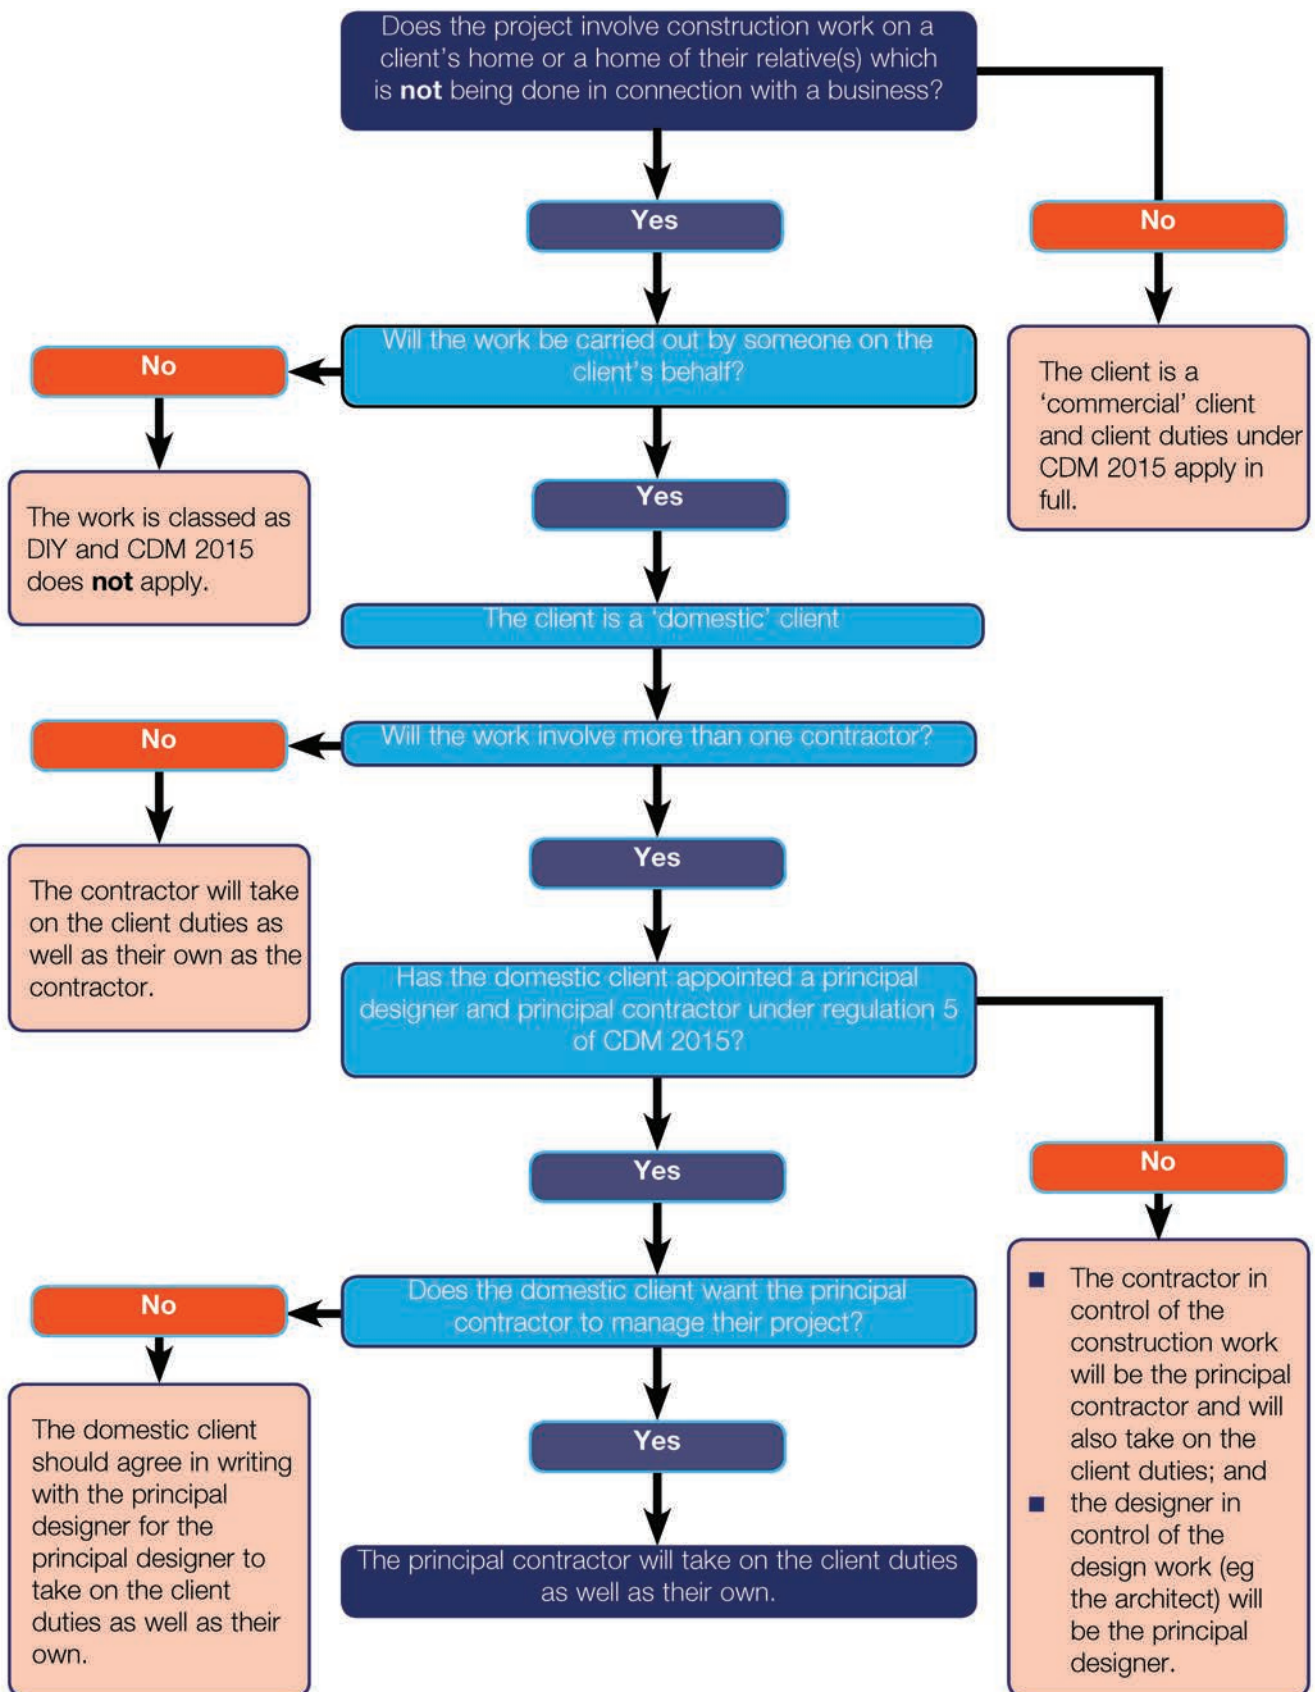 Does the project involve construction work on a
client's home or a home of their relative(s) which
is not being done in connection with a business?
Yes
No
Will the work be carried out by someone on the
client's behalf?
No
The client is a
‘commercial’ client
and client duties under
CDM 2015 apply in
full.
The work is classed as
DIY and CDM 2015
does not apply.
Yes
The client is a ‘domestic’ client
Will the work involve more than one contractor?
No
The contractor will take
on the client duties as
well as their own as the
contractor.
Yes
Has the domestic client appointed a principal
designer and principal contractor under regulation 5
of CDM 2015?
Yes
No
Does the domestic client want the principal
contractor to manage their project?
No
The domestic client
should agree in writing
with the principal
designer for the
principal designer to
take on the client
duties as well as their
own.
Yes
The principal contractor will take on the client duties
as well as their own.
■ The contractor in
control of the
construction work
will be the principal
contractor and will
also take on the
client duties; and
■ the designer in
control of the
design work (eg
the architect) will
be the principal
designer.